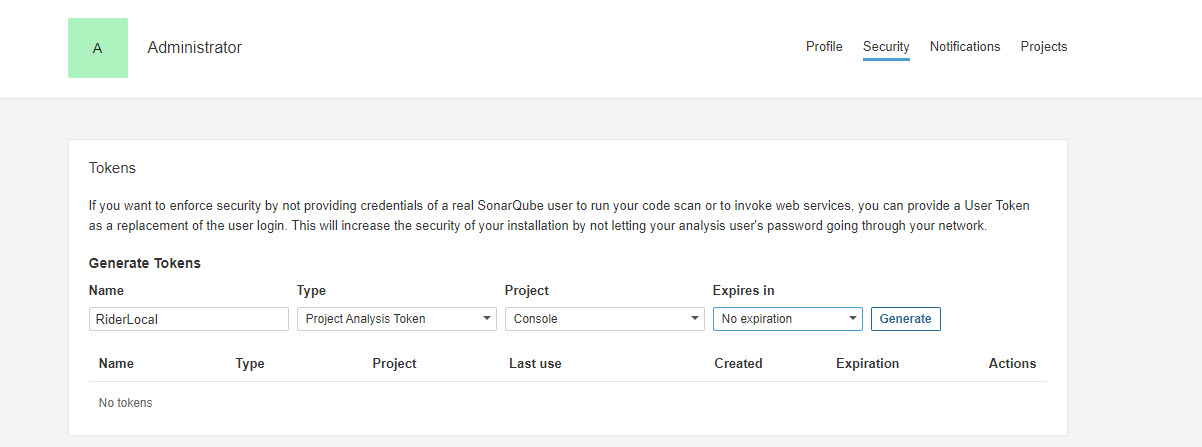 A
Administrator
Profile Security Notifications Projects
Tokens
If you want to enforce security by not providing credentials of a real SonarQube user to run your code scan or to invoke web services, you can provide a User Token
as a replacement of the user login. This will increase the security of your installation by not letting your analysis user's password going through your network.
Generate Tokens
Name Type Project Expires in
RiderLocal Project Analysis Token Console No expiration Generate
Name Type Project Last use Created Expiration Actions
No tokens